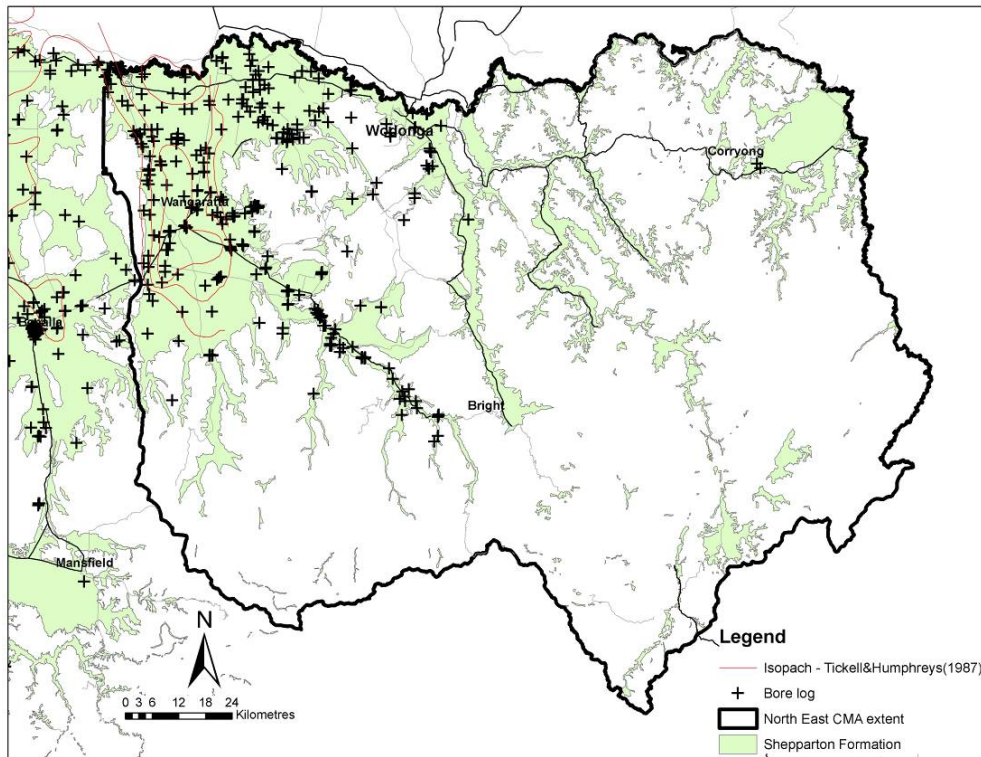 Wodonga
Corryong
Wangaratta
Benalla
Bright
Mansfield
N
0 3 6 12 18 24
Kilometres
Legend
Isopach - Tickell&Humphreys(1987)
Bore log
North East CMA extent
Shepparton Formation